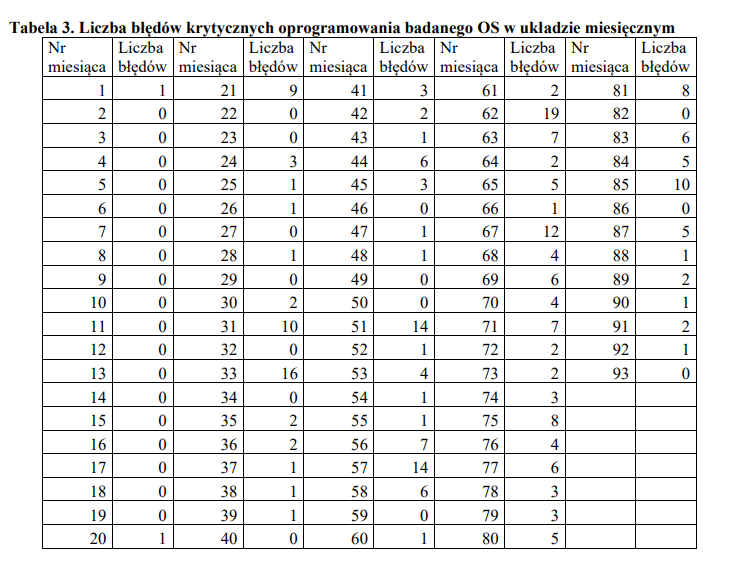 Tabela 3. Liczba błędów krytycznych oprogramowania badanego OS w układzie miesięcznym
Nr Liczba Nr Liczba Nr Liczba Nr Liczba Nr Liczba
miesiąca błędów miesiąca błędów miesiąca błędów miesiąca błędów miesiąca błędów
1 1 21 9 41 3 61 2 81 8
2 0 22 0 42 2 62 19 82 0
3 0 23 0 43 1 63 7 83 6
4 0 24 3 44 6 64 2 84 5
5 0 25 1 45 3 65 5 85 10
6 0 26 1 46 0 66 1 86 0
7 0 27 0 47 1 67 12 87 5
8 0 28 1 48 1 68 4 88 1
9 0 29 0 49 0 69 6 89 2
10 0 30 2 50 0 70 4 90 1
11 0 31 10 51 14 71 7 91 2
12 0 32 0 52 1 72 2 92 1
13 0 33 16 53 4 73 2 93 0
14 0 34 0 54 1 74 3
15 0 35 2 55 1 75 8
16 0 36 2 56 7 76 4
17 0 37 1 57 14 77 6
18 0 38 1 58 6 78 3
19 0 39 1 59 0 79 3
20 1 40 0 60 1 80 5